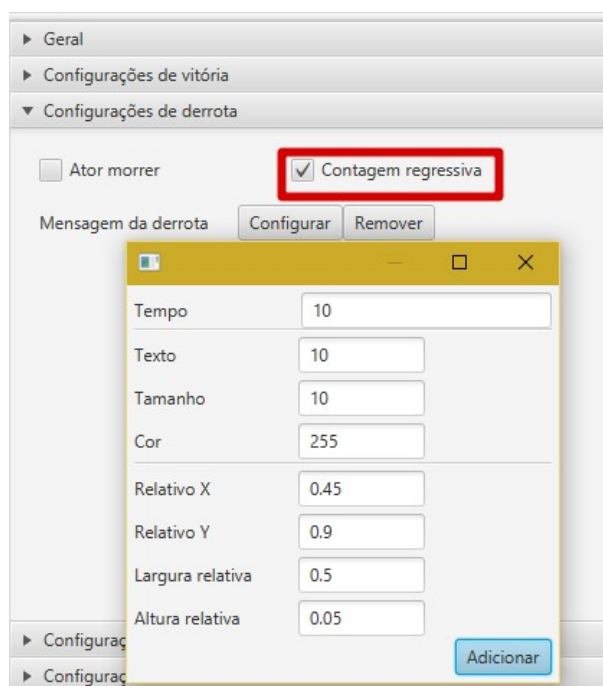 Geral
Configurações de vitória
Configurações de derrota
Ator morrer Contagem regressiva
Mensagem da derrota Configurar Remover
Tempo 10
Texto 10
Tamanho 10
Cor 255
Relativo X 0.45
Relativo Y 0.9
Largura relativa 0.5
Altura relativa 0.05
Adicionar